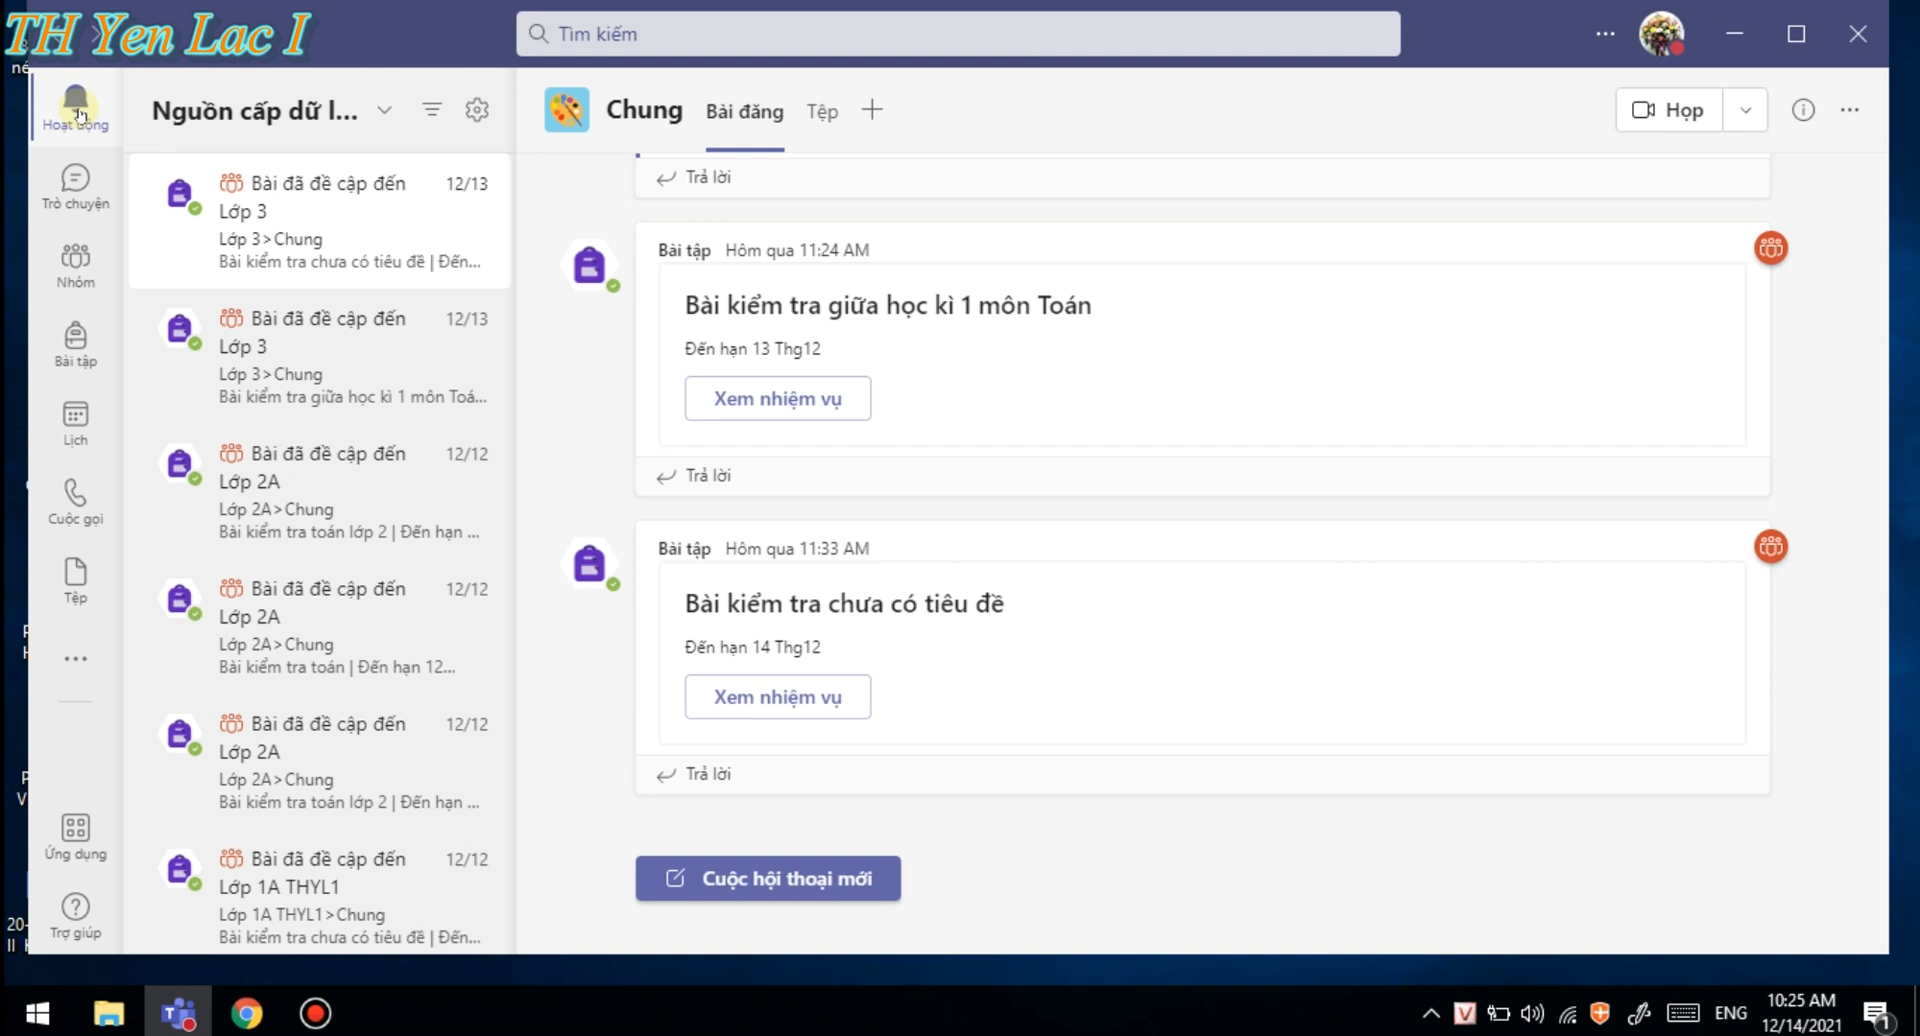 TH Yen Lac I
né
Tìm kiếm
Hoạt động
Trò chuyện
Nhóm
Bài tập
Lịch
Cuộc gọi
Tệp
Ứng dụng
Trợ giúp
Nguồn cấp dữ l...
Bài đã đề cập đến 12/13
Lớp 3
Lớp 3>Chung
Bài kiểm tra chưa có tiêu đề | Đến...
Bài đã đề cập đến 12/13
Lớp 3
Lớp 3>Chung
Bài kiểm tra giữa học kì 1 môn Toá...
Bài đã đề cập đến 12/12
Lớp 2A
Lớp 2A>Chung
Bài kiểm tra toán lớp 2 | Đến hạn ...
Bài đã đề cập đến 12/12
Lớp 2A
Lớp 2A>Chung
Bài kiểm tra toán | Đến hạn 12...
Bài đã đề cập đến 12/12
Lớp 2A
Lớp 2A>Chung
Bài kiểm tra toán lớp 2 | Đến hạn ...
Bài đã đề cập đến 12/12
Lớp 1A THYL1
Lớp 1A THYL1>Chung
Bài kiểm tra chưa có tiêu đề | Đến...
Chung Bài đăng Tệp
Họp
Trả lời
Bài tập Hôm qua 11:24 AM
Bài kiểm tra giữa học kì 1 môn Toán
Đến hạn 13 Thg12
Xem nhiệm vụ
Trả lời
Bài tập Hôm qua 11:33 AM
Bài kiểm tra chưa có tiêu đề
Đến hạn 14 Thg12
Xem nhiệm vụ
Trả lời
Cuộc hội thoại mới
20-
ENG
10:25 AM
12/14/2021
1